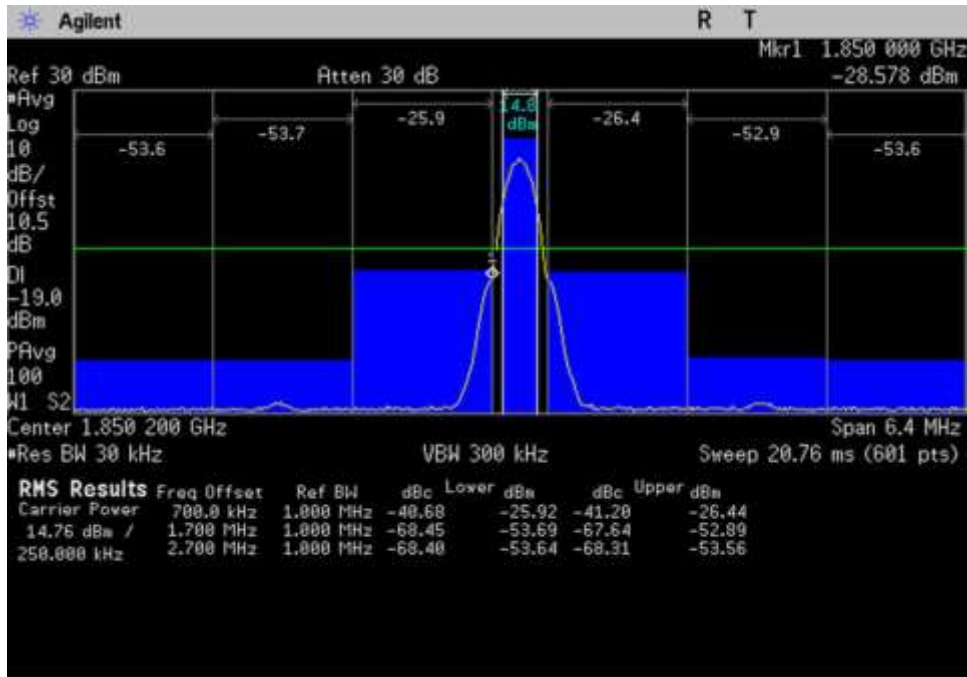 Agilent R T
Mkr1 1.850 000 GHz
Ref 30 dBm Atten 30 dB -28.578 dBm
#Avg
Log
10
dB/
Offst
10.5
dB
DI
-19.0
dBm
PAvg
100
W1 S2
14.8
dBm
-25.9 -26.4
-53.7 -52.9
-53.6 -53.6
1
Center 1.850 200 GHz Span 6.4 MHz
#Res BW 30 kHz VBW 300 kHz Sweep 20.76 ms (601 pts)
RMS Results Freq Offset Ref BW dBc Lower dBm dBc Upper dBm
Carrier Power 700.0 kHz 1.000 MHz -40.68 -25.92 -41.20 -26.44
14.76 dBm / 1.700 MHz 1.000 MHz -68.45 -53.69 -67.64 -52.89
250.000 kHz 2.700 MHz 1.000 MHz -68.40 -53.64 -68.31 -53.56